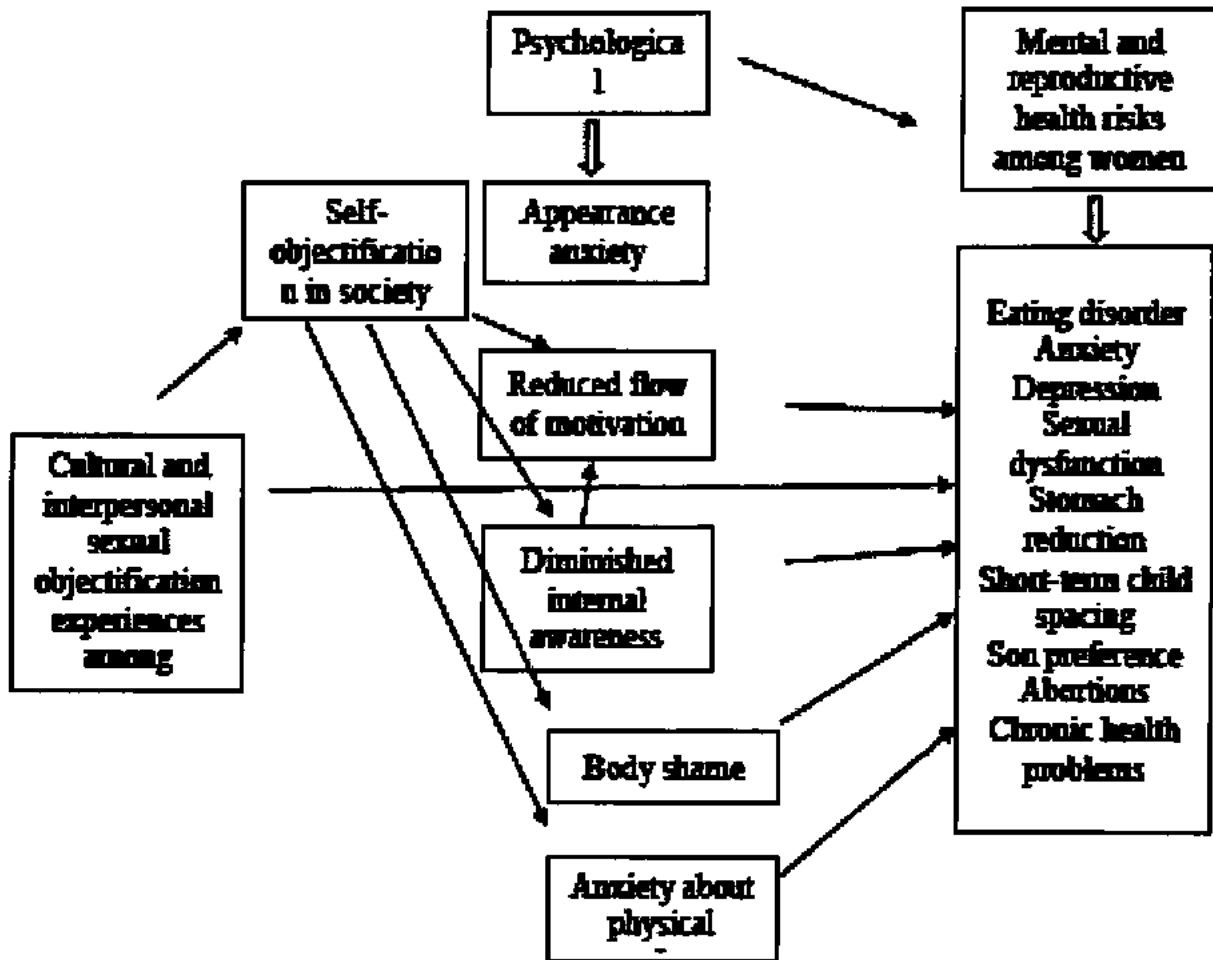 Psychologica
l
Mental and
reproductive
health risks
among women
Self-
objectificatio
n in society
Appearance
anxiety
Reduced flow
of motivation
Cultural and
interpersonal
sexual
objectification
experiences
among
Diminished
internal
awareness
Body shame
Anxiety about
physical
Eating disorder
Anxiety
Depression
Sexual
dysfunction
Stomach
reduction
Short-term child
spacing
Son preference
Abortions
Chronic health
problems